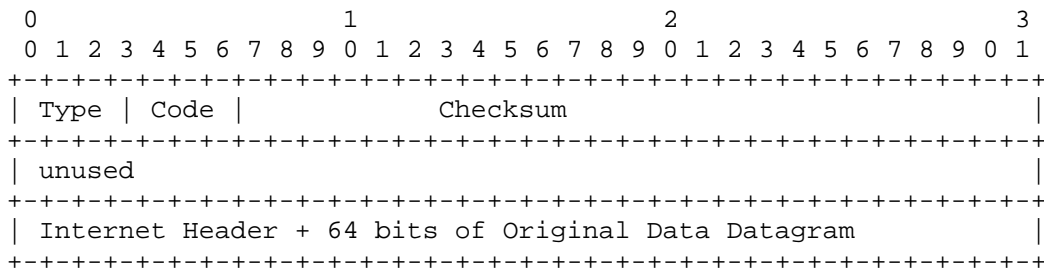 0                   1                   2                     3
0 1 2 3 4 5 6 7 8 9 0 1 2 3 4 5 6 7 8 9 0 1 2 3 4 5 6 7 8 9 0 1
+-+-+-+-+-+-+-+-+-+-+-+-+-+-+-+-+-+-+-+-+-+-+-+-+-+-+-+-+-+-+-+-+
| Type | Code |            Checksum                             |
+-+-+-+-+-+-+-+-+-+-+-+-+-+-+-+-+-+-+-+-+-+-+-+-+-+-+-+-+-+-+-+-+
| unused                                                        |
+-+-+-+-+-+-+-+-+-+-+-+-+-+-+-+-+-+-+-+-+-+-+-+-+-+-+-+-+-+-+-+-+
| Internet Header + 64 bits of Original Data Datagram           |
+-+-+-+-+-+-+-+-+-+-+-+-+-+-+-+-+-+-+-+-+-+-+-+-+-+-+-+-+-+-+-+-+